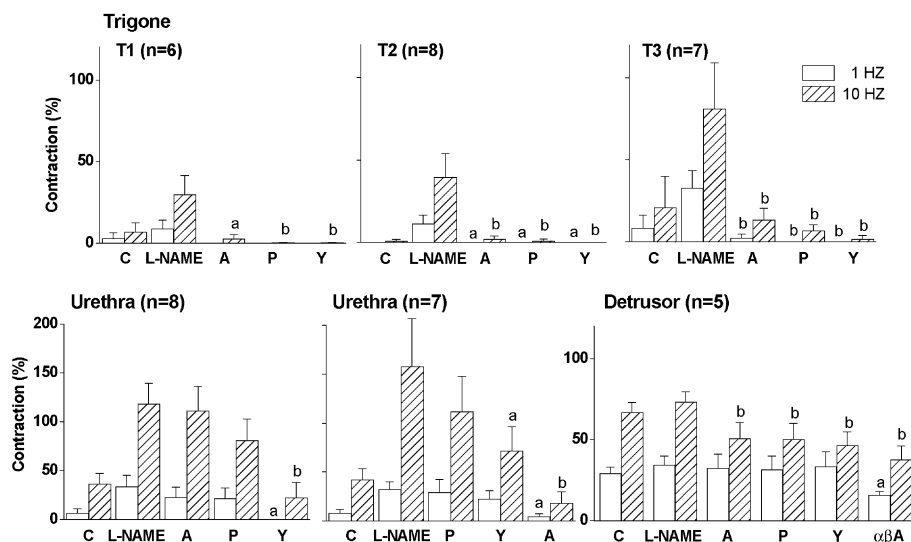 Trigone
T1 (n=6)
T2 (n=8)
T3 (n=7)
1 HZ
10 HZ
Contraction (%)
100
50
0
a b b
a b a b a b
b b b b b b
C L-NAME A P Y
C L-NAME A P Y
C L-NAME A P Y
Urethra (n=8)
Urethra (n=7)
Detrusor (n=5)
Contraction (%)
200
150
100
50
0
a b
a a b
100
50
0
b b b a b
C L-NAME A P Y
C L-NAME P Y A
C L-NAME A P Y αβA